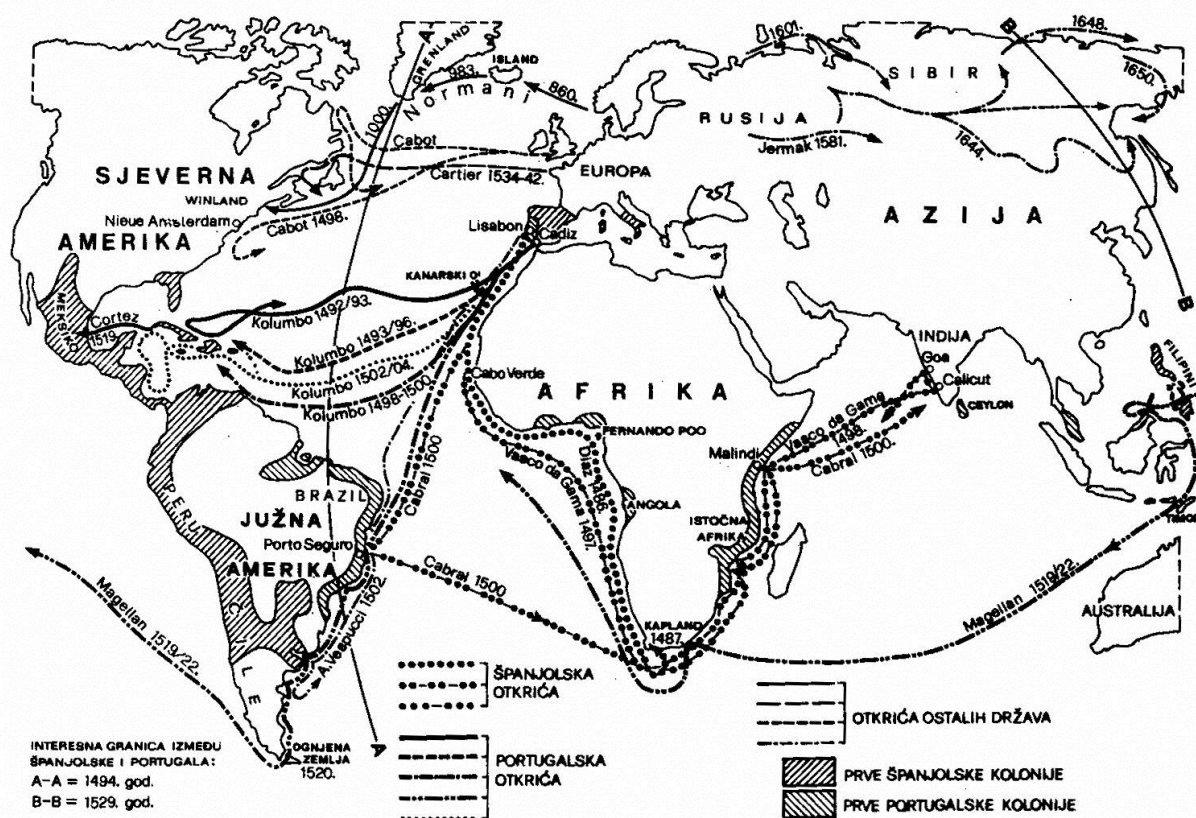 GRENLAND
A
ISLAND
983.
860.
Normani
1000.
1601.
1648.
B
SIBIR
1650.
RUSIJA
Jermak 1581.
1644.
Cabot
Cartier 1534-42.
EUROPA
SJEVERNA
AMERIKA
WINLAND
Nieue Amsterdam
Cabot 1498.
AZIJA
Lisabon
Cadiz
KANARSKI O.
MEKSIKO
Cortez
1519.
Kolumbo 1492/93.
Kolumbo 1493/96.
Kolumbo 1502/04.
Kolumbo 1498-1500.
B
INDIJA
Goa
Calicut
CEYLON
FILIPINI
Cabo Verde
AFRIKA
FERNANDO POO
Vasco da Gama 1497.
Diaz 1486.
ANGOLA
Malindi
Vasco da Gama
1498.
Cabral 1500.
ISTOČNA
AFRIKA
TIMOR
PERU
BRAZIL
JUŽNA
AMERIKA
Porto Seguro
Cabral 1500
Cabral 1500
A.Vespucci 1502.
ČILE
Magellan 1519/22.
KAPLAND
1487.
Magellan 1519/22.
AUSTRALIJA
OGNJENA
ZEMLJA
1520.
A
INTERESNA GRANICA IZMEĐU
ŠPANJOLSKE I PORTUGALA:
A-A = 1494. god.
B-B = 1529. god.
ŠPANJOLSKA
OTKRIĆA
PORTUGALSKA
OTKRIĆA
OTKRIĆA OSTALIH DRŽAVA
PRVE ŠPANJOLSKE KOLONIJE
PRVE PORTUGALSKE KOLONIJE